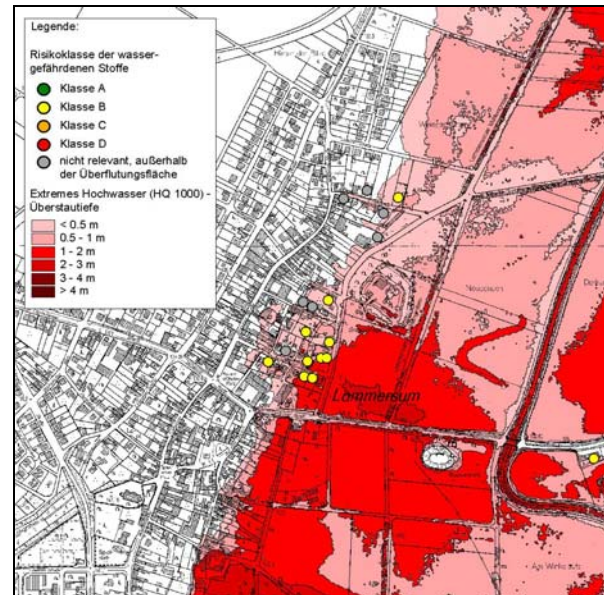 Legende:
Risikoklasse der wasser-
gefährdenen Stoffe
Klasse A
Klasse B
Klasse C
Klasse D
nicht relevant, außerhalb
der Überflutungsfläche
Extremes Hochwasser (HQ 1000) -
Überstautiefe
< 0.5 m
0.5 - 1 m
1 - 2 m
2 - 3 m
3 - 4 m
> 4 m
Lommersum